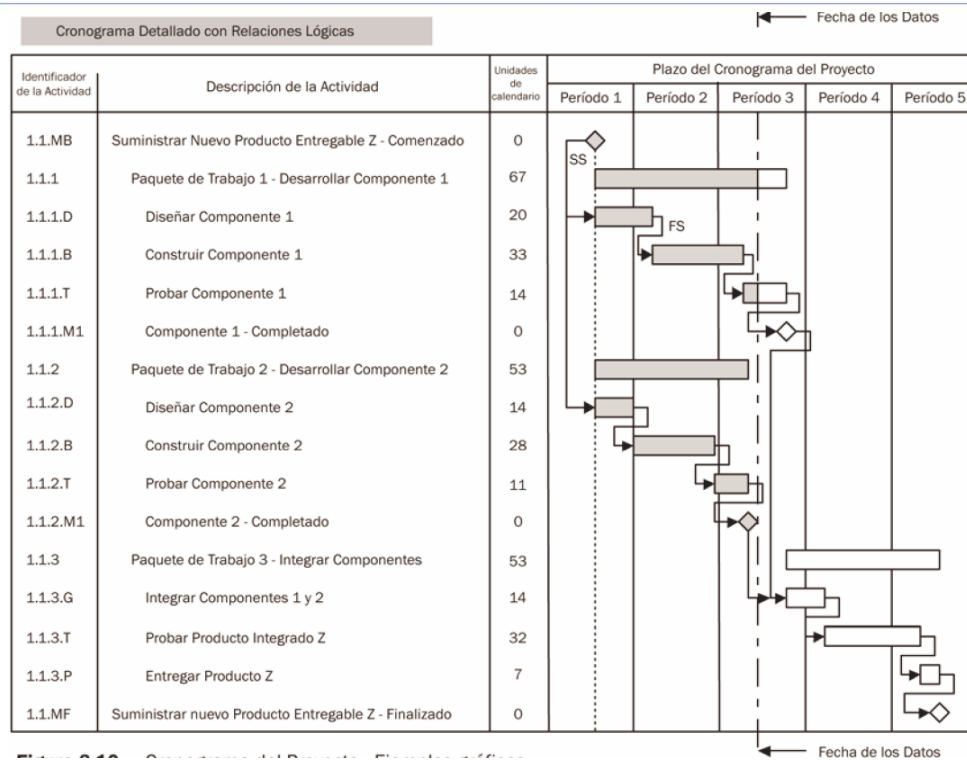 Fecha de los Datos
Cronograma Detallado con Relaciones Lógicas
Identificador de la Actividad
Descripción de la Actividad
Unidades de calendario
Plazo del Cronograma del Proyecto
Período 1 Período 2 Período 3 Período 4 Período 5
1.1.MB Suministrar Nuevo Producto Entregable Z - Comenzado 0
SS
1.1.1 Paquete de Trabajo 1 - Desarrollar Componente 1 67
1.1.1.D Diseñar Componente 1 20
FS
1.1.1.B Construir Componente 1 33
1.1.1.T Probar Componente 1 14
1.1.1.M1 Componente 1 - Completado 0
1.1.2 Paquete de Trabajo 2 - Desarrollar Componente 2 53
1.1.2.D Diseñar Componente 2 14
1.1.2.B Construir Componente 2 28
1.1.2.T Probar Componente 2 11
1.1.2.M1 Componente 2 - Completado 0
1.1.3 Paquete de Trabajo 3 - Integrar Componentes 53
1.1.3.G Integrar Componentes 1 y 2 14
1.1.3.T Probar Producto Integrado Z 32
1.1.3.P Entregar Producto Z 7
1.1.MF Suministrar nuevo Producto Entregable Z - Finalizado 0
Fecha de los Datos